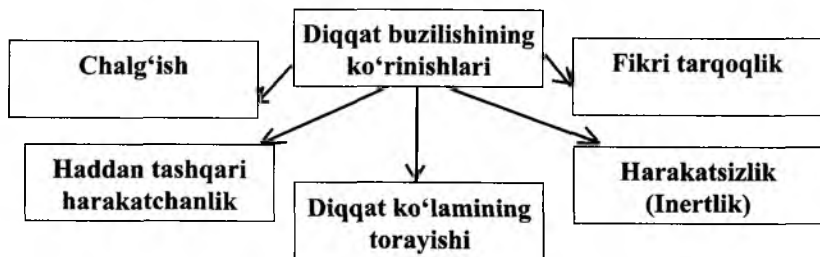 Diqqat buzilishining
ko‘rinishlari
Chalg‘ish
Fikri tarqoqlik
Haddan tashqari
harakatchanlik
Diqqat ko‘lamining
torayishi
Harakatsizlik
(Inertlik)